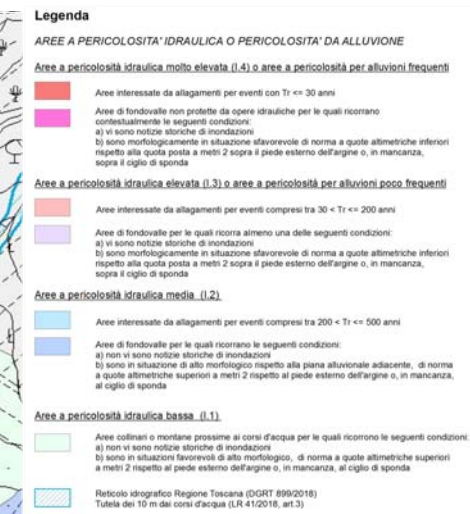 Legenda
AREE A PERICOLOSITA' IDRAULICA O PERICOLOSITA' DA ALLUVIONE
Aree a pericolosità idraulica molto elevata (I.4) o aree a pericolosità per alluvioni frequenti
Aree interessate da allagamenti per eventi con Tr <= 30 anni
Aree di fondovalle non protette da opere idrauliche per le quali ricorrano
contestualmente le seguenti condizioni:
a) vi sono notizie storiche di inondazioni
b) sono morfologicamente in situazione sfavorevole di norma a quote altimetriche inferiori
rispetto alla quota posta a metri 2 sopra il piede esterno dell'argine o, in mancanza,
sopra il ciglio di sponda
Aree a pericolosità idraulica elevata (I.3) o aree a pericolosità per alluvioni poco frequenti
Aree interessate da allagamenti per eventi compresi tra 30 < Tr <= 200 anni
Aree di fondovalle per le quali ricorra almeno una delle seguenti condizioni:
a) vi sono notizie storiche di inondazioni
b) sono morfologicamente in situazione sfavorevole di norma a quote altimetriche inferiori
rispetto alla quota posta a metri 2 sopra il piede esterno dell'argine o, in mancanza,
sopra il ciglio di sponda
Aree a pericolosità idraulica media (I.2)
Aree interessate da allagamenti per eventi compresi tra 200 < Tr <= 500 anni
Aree di fondovalle per le quali ricorrono le seguenti condizioni:
a) non vi sono notizie storiche di inondazioni
b) sono in situazione di alto morfologico rispetto alla piana alluvionale adiacente, di norma
a quote altimetriche superiori a metri 2 rispetto al piede esterno dell'argine o, in mancanza,
al ciglio di sponda
Aree a pericolosità idraulica bassa (I.1)
Aree collinari o montane prossime ai corsi d'acqua per le quali ricorrono le seguenti condizioni:
a) non vi sono notizie storiche di inondazioni
b) sono in situazioni favorevoli di alto morfologico, di norma a quote altimetriche superiori
a metri 2 rispetto al piede esterno dell'argine o, in mancanza, al ciglio di sponda
Reticolo idrografico Regione Toscana (DGRT 899/2018)
Tutela dei 10 m dai corsi d'acqua (LR 41/2018, art.3)